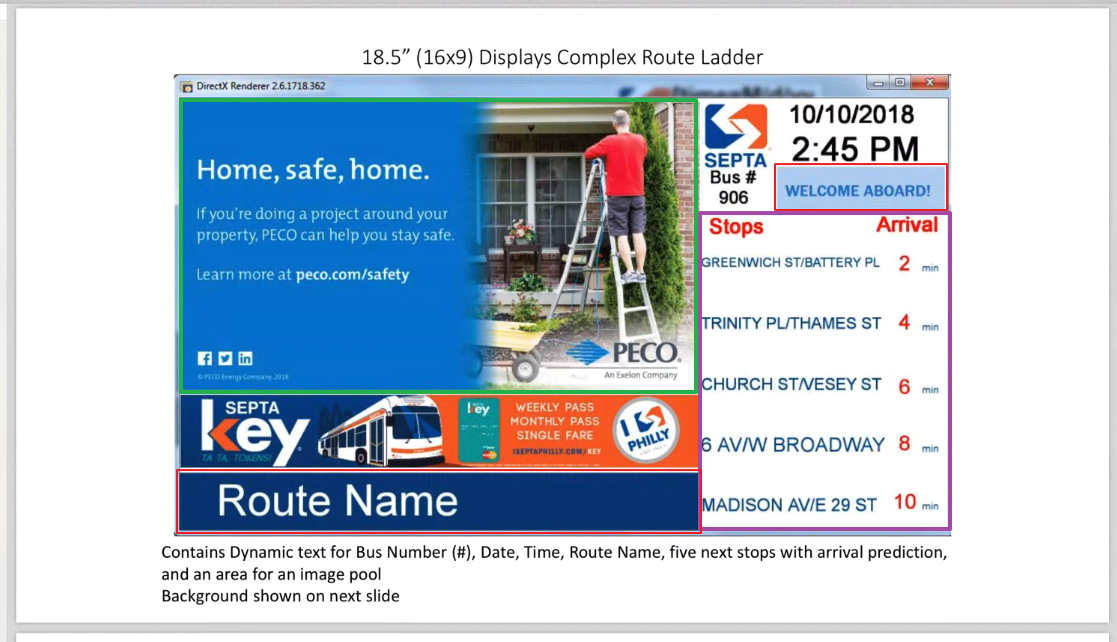 18.5” (16x9) Displays Complex Route Ladder
DirectX Renderer 2.6.1718.362
Home, safe, home.
If you're doing a project around your
property, PECO can help you stay safe.
Learn more at peco.com/safety
© PECO Energy Company, 2018
PECO.
An Exelon Company
SEPTA
Bus #
906
10/10/2018
2:45 PM
WELCOME ABOARD!
Stops Arrival
GREENWICH ST/BATTERY PL 2 min
TRINITY PL/THAMES ST 4 min
CHURCH ST/VESEY ST 6 min
6 AV/W BROADWAY 8 min
MADISON AV/E 29 ST 10 min
SEPTA
key
TA TA, TOKENS!
key
WEEKLY PASS
MONTHLY PASS
SINGLE FARE
ISEPTAPHILLY.COM/KEY
I
PHILLY
Route Name
Contains Dynamic text for Bus Number (#), Date, Time, Route Name, five next stops with arrival prediction,
and an area for an image pool
Background shown on next slide